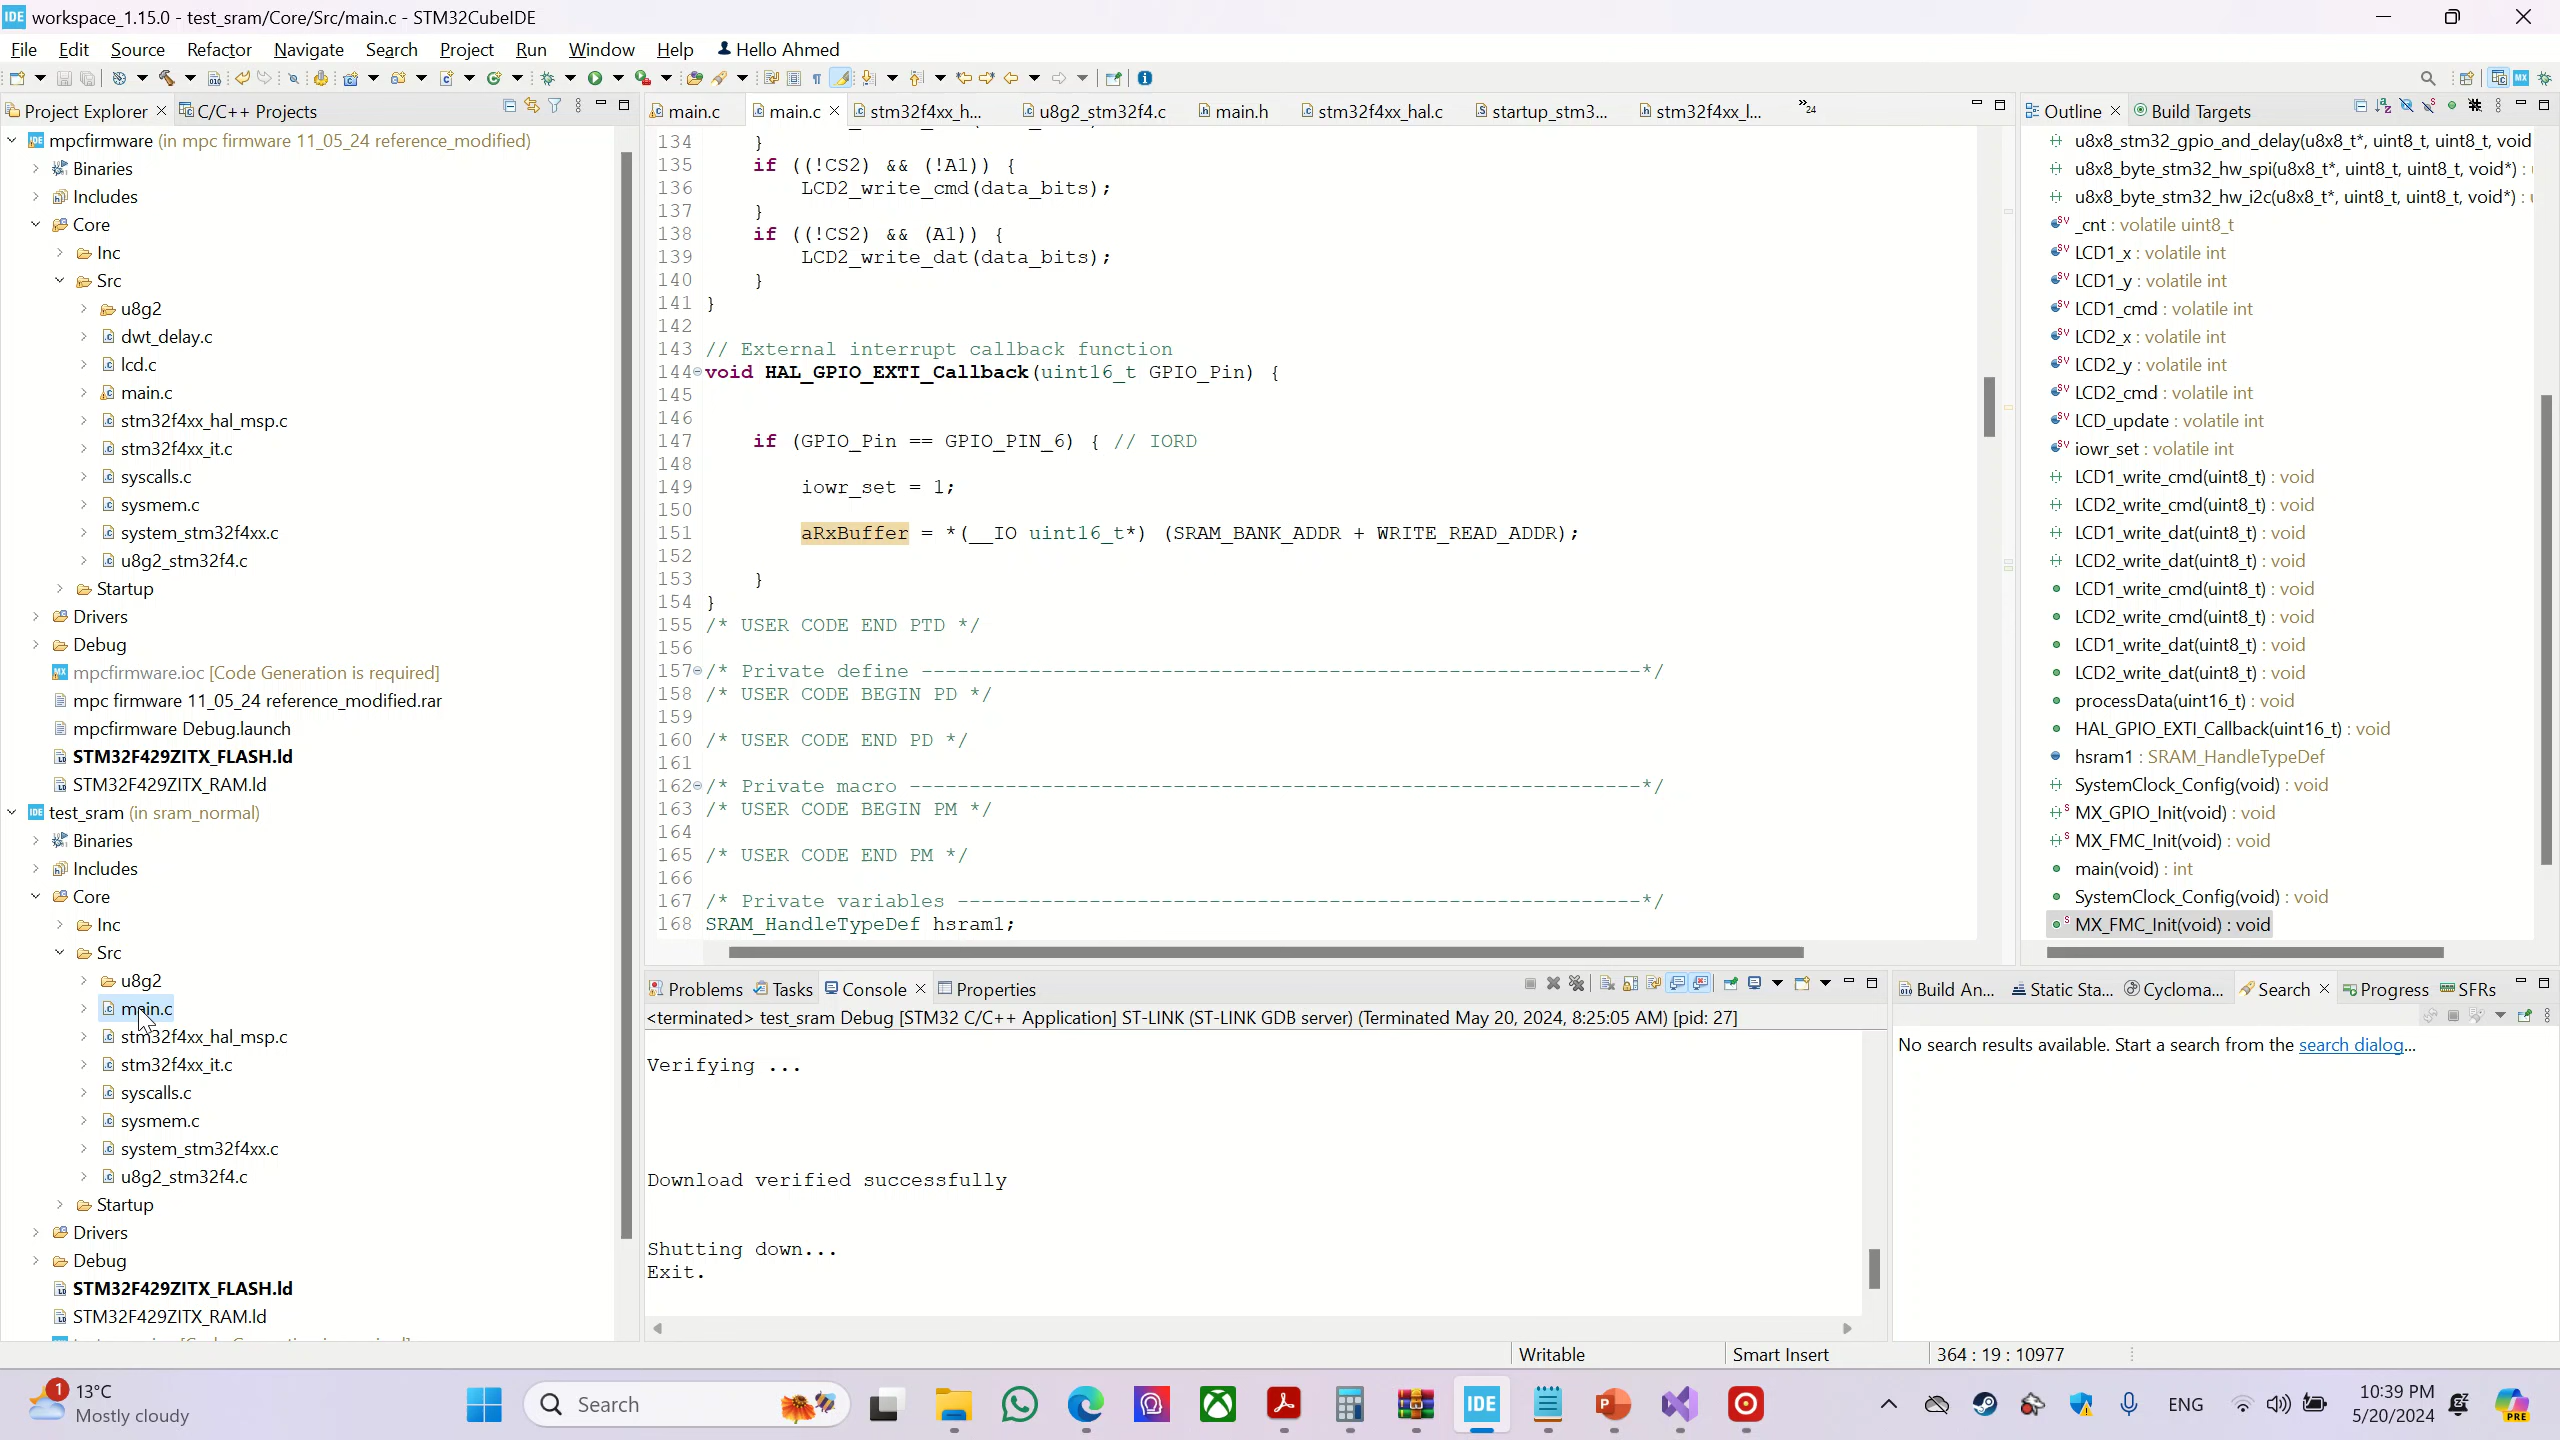 workspace_1.15.0 - test_sram/Core/Src/main.c - STM32CubeIDE
File Edit Source Refactor Navigate Search Project Run Window Help Hello Ahmed
Project Explorer C/C++ Projects
mpcfirmware (in mpc firmware 11_05_24 reference_modified)
Binaries
Includes
Core
Inc
Src
u8g2
dwt_delay.c
lcd.c
main.c
stm32f4xx_hal_msp.c
stm32f4xx_it.c
syscalls.c
sysmem.c
system_stm32f4xx.c
u8g2_stm32f4.c
Startup
Drivers
Debug
mpcfirmware.ioc [Code Generation is required]
mpc firmware 11_05_24 reference_modified.rar
mpcfirmware Debug.launch
STM32F429ZITX_FLASH.ld
STM32F429ZITX_RAM.ld
test_sram (in sram_normal)
Binaries
Includes
Core
Inc
Src
u8g2
main.c
stm32f4xx_hal_msp.c
stm32f4xx_it.c
syscalls.c
sysmem.c
system_stm32f4xx.c
u8g2_stm32f4.c
Startup
Drivers
Debug
STM32F429ZITX_FLASH.ld
STM32F429ZITX_RAM.ld
main.c main.c stm32f4xx_h... u8g2_stm32f4.c main.h stm32f4xx_hal.c startup_stm3... stm32f4xx_l... »24
134 }
135 if ((!CS2) && (!A1)) {
136 LCD2_write_cmd(data_bits);
137 }
138 if ((!CS2) && (A1)) {
139 LCD2_write_dat(data_bits);
140 }
141 }
142
143 // External interrupt callback function
144 void HAL_GPIO_EXTI_Callback(uint16_t GPIO_Pin) {
145
146
147 if (GPIO_Pin == GPIO_PIN_6) { // IORD
148
149 iowr_set = 1;
150
151 aRxBuffer = *(__IO uint16_t*) (SRAM_BANK_ADDR + WRITE_READ_ADDR);
152
153 }
154 }
155 /* USER CODE END PTD */
156
157 /* Private define ------------------------------------------------------------*/
158 /* USER CODE BEGIN PD */
159
160 /* USER CODE END PD */
161
162 /* Private macro -------------------------------------------------------------*/
163 /* USER CODE BEGIN PM */
164
165 /* USER CODE END PM */
166
167 /* Private variables ---------------------------------------------------------*/
168 SRAM_HandleTypeDef hsram1;
Outline Build Targets
u8x8_stm32_gpio_and_delay(u8x8_t*, uint8_t, uint8_t, void
u8x8_byte_stm32_hw_spi(u8x8_t*, uint8_t, uint8_t, void*) :
u8x8_byte_stm32_hw_i2c(u8x8_t*, uint8_t, uint8_t, void*) :
_cnt : volatile uint8_t
LCD1_x : volatile int
LCD1_y : volatile int
LCD1_cmd : volatile int
LCD2_x : volatile int
LCD2_y : volatile int
LCD2_cmd : volatile int
LCD_update : volatile int
iowr_set : volatile int
LCD1_write_cmd(uint8_t) : void
LCD2_write_cmd(uint8_t) : void
LCD1_write_dat(uint8_t) : void
LCD2_write_dat(uint8_t) : void
LCD1_write_cmd(uint8_t) : void
LCD2_write_cmd(uint8_t) : void
LCD1_write_dat(uint8_t) : void
LCD2_write_dat(uint8_t) : void
processData(uint16_t) : void
HAL_GPIO_EXTI_Callback(uint16_t) : void
hsram1 : SRAM_HandleTypeDef
SystemClock_Config(void) : void
MX_GPIO_Init(void) : void
MX_FMC_Init(void) : void
main(void) : int
SystemClock_Config(void) : void
MX_FMC_Init(void) : void
Problems Tasks Console Properties
<terminated> test_sram Debug [STM32 C/C++ Application] ST-LINK (ST-LINK GDB server) (Terminated May 20, 2024, 8:25:05 AM) [pid: 27]
Verifying ...
Download verified successfully
Shutting down...
Exit.
Build An... Static Sta... Cycloma... Search Progress SFRs
No search results available. Start a search from the search dialog...
Writable Smart Insert 364 : 19 : 10977
1
13°C
Mostly cloudy
Search
IDE
ENG
10:39 PM
5/20/2024
PRE